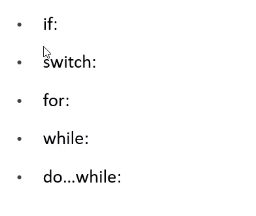 • if:
• switch:
• for:
• while:
• do...while: